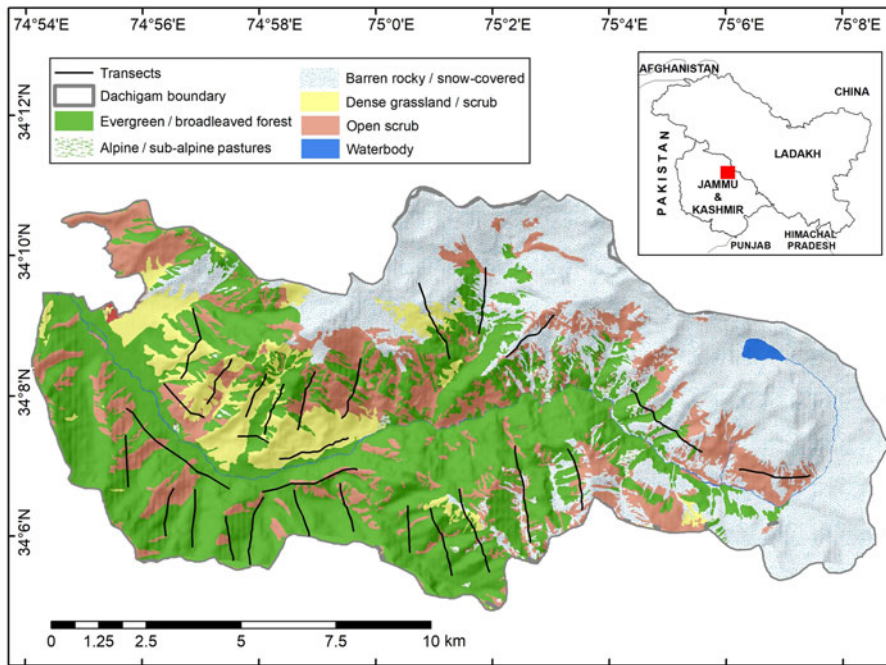 74°54'E 74°56'E 74°58'E 75°0'E 75°2'E 75°4'E 75°6'E 75°8'E
34°12'N
34°10'N
34°8'N
34°6'N
Transects
Dachigam boundary
Evergreen / broadleaved forest
Alpine / sub-alpine pastures
Barren rocky / snow-covered
Dense grassland / scrub
Open scrub
Waterbody
AFGHANISTAN
CHINA
PAKISTAN
LADAKH
JAMMU
&
KASHMIR
HIMACHAL
PRADESH
PUNJAB
0 1.25 2.5 5 7.5 10 km